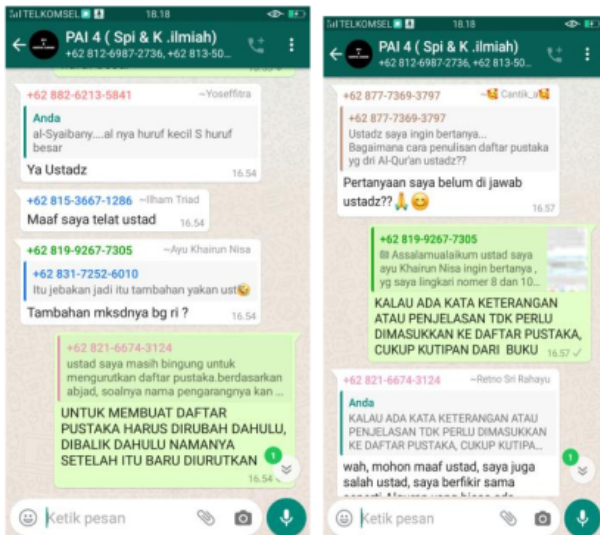 TELKOMSEL 18.18
PAI 4 ( Spi & K .ilmiah)
+62 812-6987-2736, +62 813-50...
+62 882-6213-5841 ~Yoseffitra
Anda
al-Syaibany....al nya huruf kecil S huruf
besar
Ya Ustadz
16.54
+62 815-3667-1286 ~Ilham Triad
Maaf saya telat ustad 16.54
+62 819-9267-7305 ~Ayu Khairun Nisa
+62 831-7252-6010
Itu jebakan jadi itu tambahan yakan ust🤣
Tambahan mksdnya bg ri ? 16.54
+62 821-6674-3124
ustad saya masih bingung untuk
mengurutkan daftar pustaka.berdasarkan
abjad, soalnya nama pengarangnya kan ...
UNTUK MEMBUAT DAFTAR
PUSTAKA HARUS DIRUBAH DAHULU,
DIBALIK DAHULU NAMANYA
SETELAH ITU BARU DIURUTKAN
16.54
1
Ketik pesan
TELKOMSEL 18.18
PAI 4 ( Spi & K .ilmiah)
+62 812-6987-2736, +62 813-50...
+62 877-7369-3797 ~🥰 Cantik_a🥰
+62 877-7369-3797
Ustadz saya ingin bertanya...
Bagaimana cara penulisan daftar pustaka
yg dri Al-Qur'an ustadz??
Pertanyaan saya belum di jawab
ustadz??🙏😊
16.57
+62 819-9267-7305
Assalamualaikum ustad saya
ayu Khairun Nisa ingin bertanya ,
yg saya lingkari nomer 8 dan 10...
KALAU ADA KATA KETERANGAN
ATAU PENJELASAN TDK PERLU
DIMASUKKAN KE DAFTAR PUSTAKA,
CUKUP KUTIPAN DARI BUKU 16.57
+62 821-6674-3124 ~Retno Sri Rahayu
Anda
KALAU ADA KATA KETERANGAN ATAU
PENJELASAN TDK PERLU DIMASUKKAN
KE DAFTAR PUSTAKA, CUKUP KUTIPA...
wah, mohon maaf ustad, saya juga
salah ustad, saya berfikir sama
1
Ketik pesan